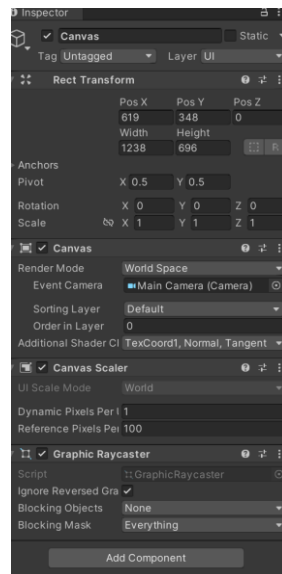 Inspector
Canvas Static
Tag Untagged Layer UI
Rect Transform
Pos X Pos Y Pos Z
619 348 0
Width Height
1238 696
R
Anchors
Pivot X 0.5 Y 0.5
Rotation X 0 Y 0 Z 0
Scale X 1 Y 1 Z 1
Canvas
Render Mode World Space
Event Camera Main Camera (Camera)
Sorting Layer Default
Order in Layer 0
Additional Shader Cl TexCoord1, Normal, Tangent
Canvas Scaler
UI Scale Mode World
Dynamic Pixels Per U 1
Reference Pixels Per 100
Graphic Raycaster
Script GraphicRaycaster
Ignore Reversed Gra
Blocking Objects None
Blocking Mask Everything
Add Component